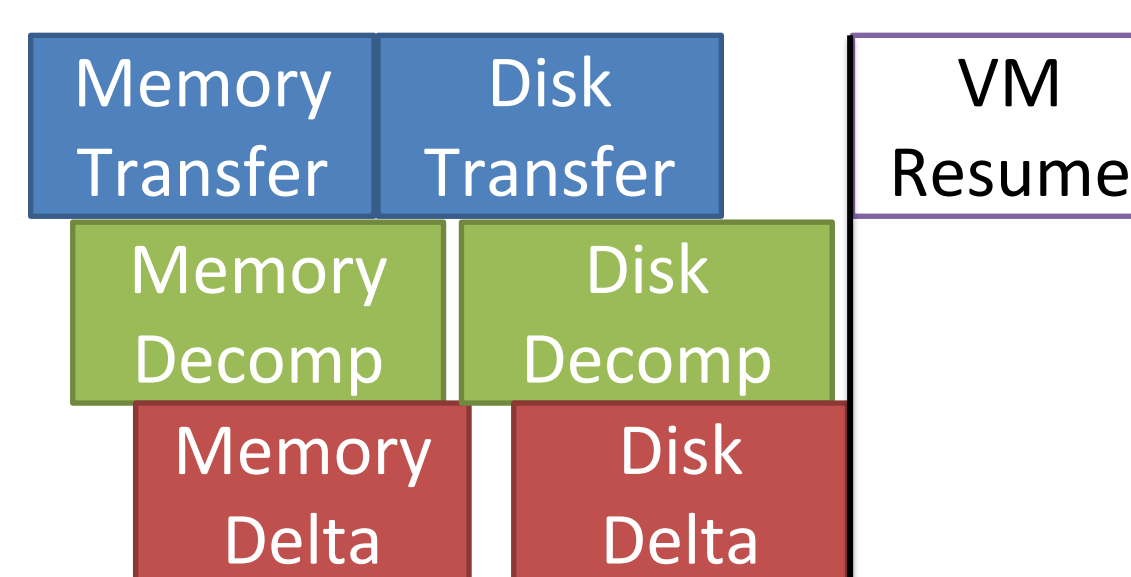 Memory
Transfer
Disk
Transfer
VM
Resume
Memory
Decomp
Disk
Decomp
Memory
Delta
Disk
Delta